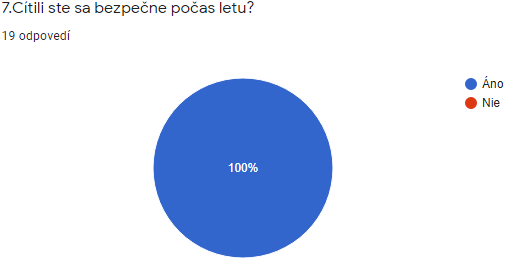 7.Cítili ste sa bezpečne počas letu?
19 odpovedí
Áno
Nie
100%